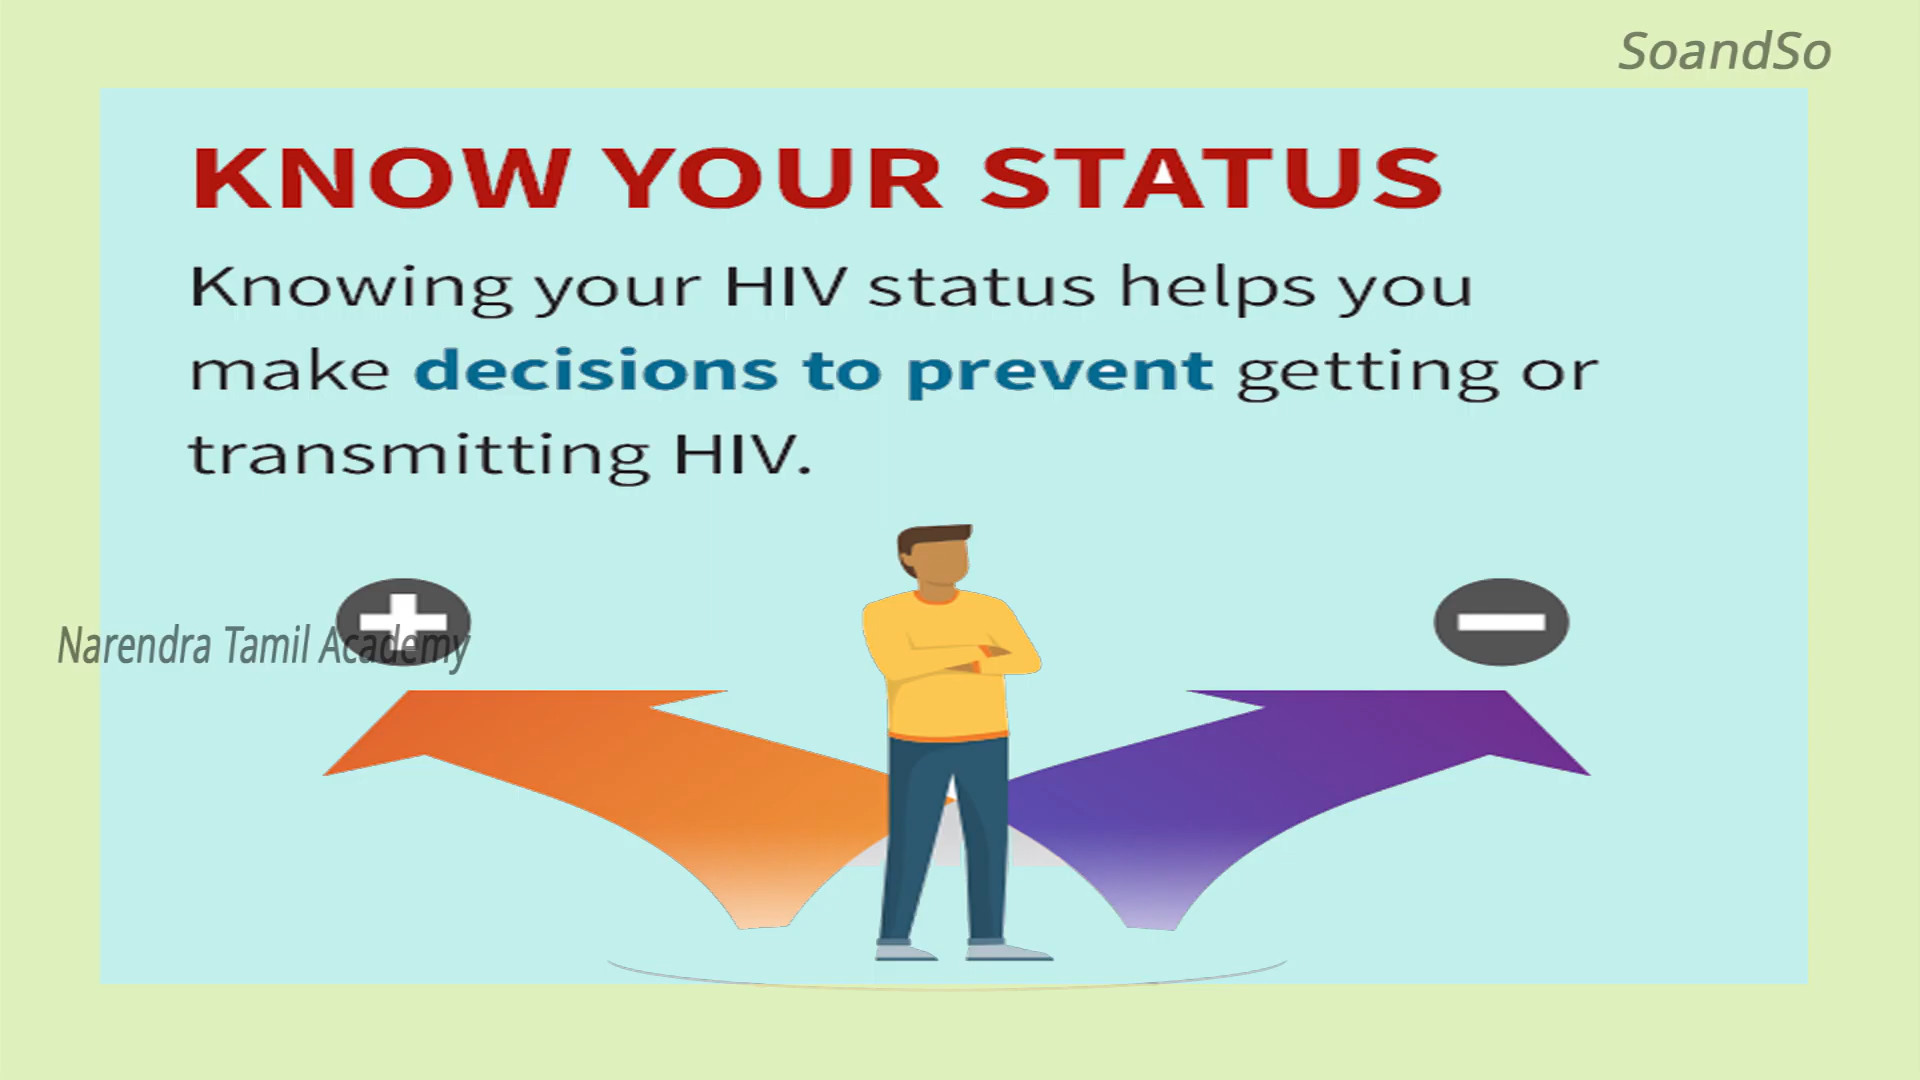 SoandSo
KNOW YOUR STATUS
Knowing your HIV status helps you
make decisions to prevent getting or
transmitting HIV.
Narendra Tamil Academy